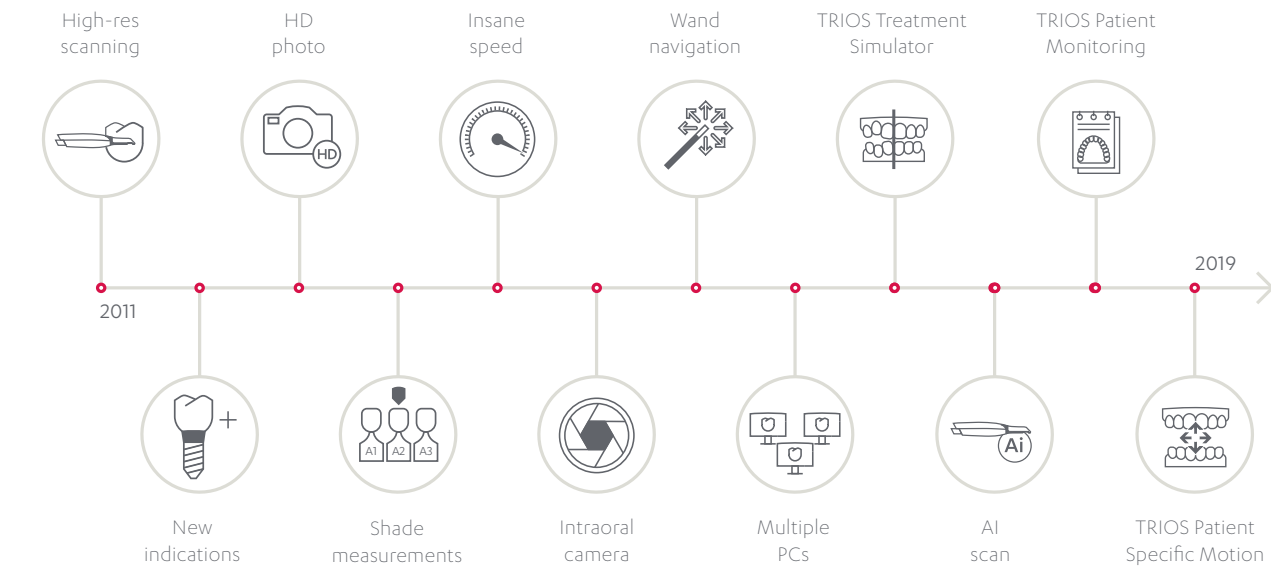 High-res
scanning
HD
photo
Insane
speed
Wand
navigation
TRIOS Treatment
Simulator
TRIOS Patient
Monitoring
HD
2019
2011
A1
A2
A3
Ai
New
indications
Shade
measurements
Intraoral
camera
Multiple
PCs
AI
scan
TRIOS Patient
Specific Motion